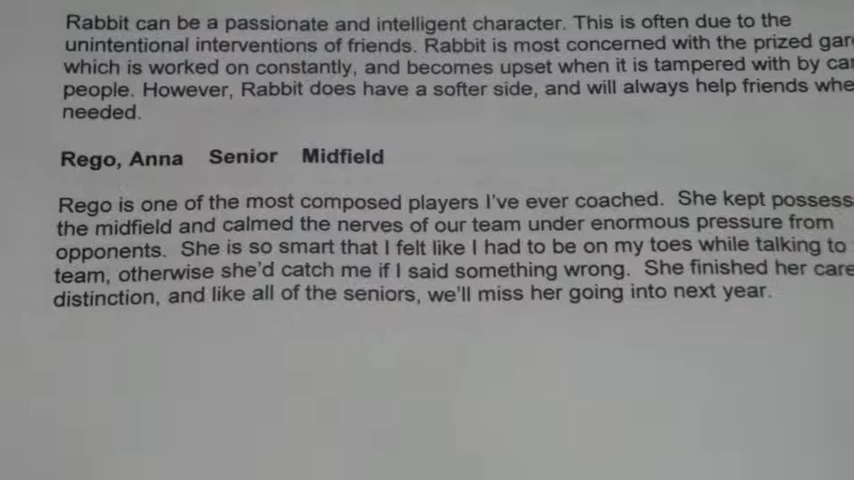 Rabbit can be a passionate and intelligent character. This is often due to the
unintentional interventions of friends. Rabbit is most concerned with the prized
which is worked on constantly, and becomes upset when it is tampered with by
people. However, Rabbit does have a softer side, and will always help friends
needed.
Rego, Anna Senior Midfield
Rego is one of the most composed players I've ever coached. She kept
the midfield and calmed the nerves of our team under enormous pressure from
opponents. She is so smart that I felt like I had to be on my toes while talking to
team, otherwise she'd catch me if I said something wrong. She finished her
distinction, and like all of the seniors, we'll miss her going into next year.